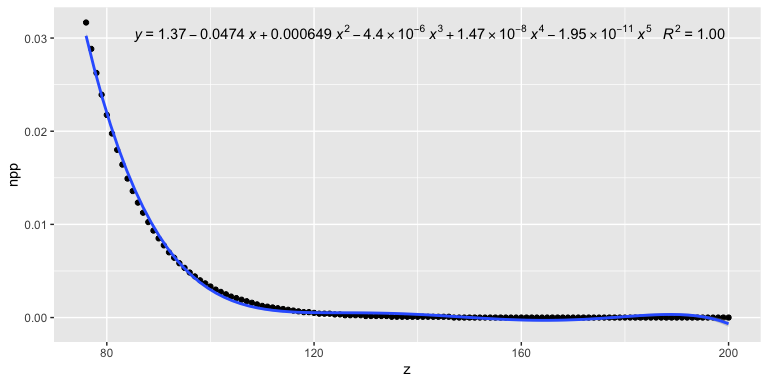 y = 1.37 − 0.0474 x + 0.000649 x² − 4.4 × 10⁻⁶ x³ + 1.47 × 10⁻⁸ x⁴ − 1.95 × 10⁻¹¹ x⁵   R² = 1.00
0.03
0.02
0.01
0.00
npp
80 120 160 200
z